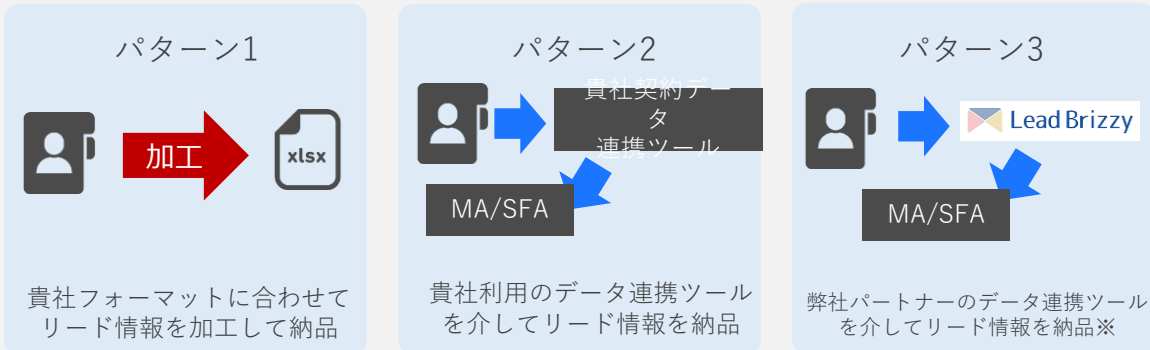 パターン1
加工
xlsx
貴社フォーマットに合わせて
リード情報を加工して納品
パターン2
貴社契約デー
タ
連携ツール
MA/SFA
貴社利用のデータ連携ツール
を介してリード情報を納品
パターン3
Lead Brizzy
MA/SFA
弊社パートナーのデータ連携ツール
を介してリード情報を納品※